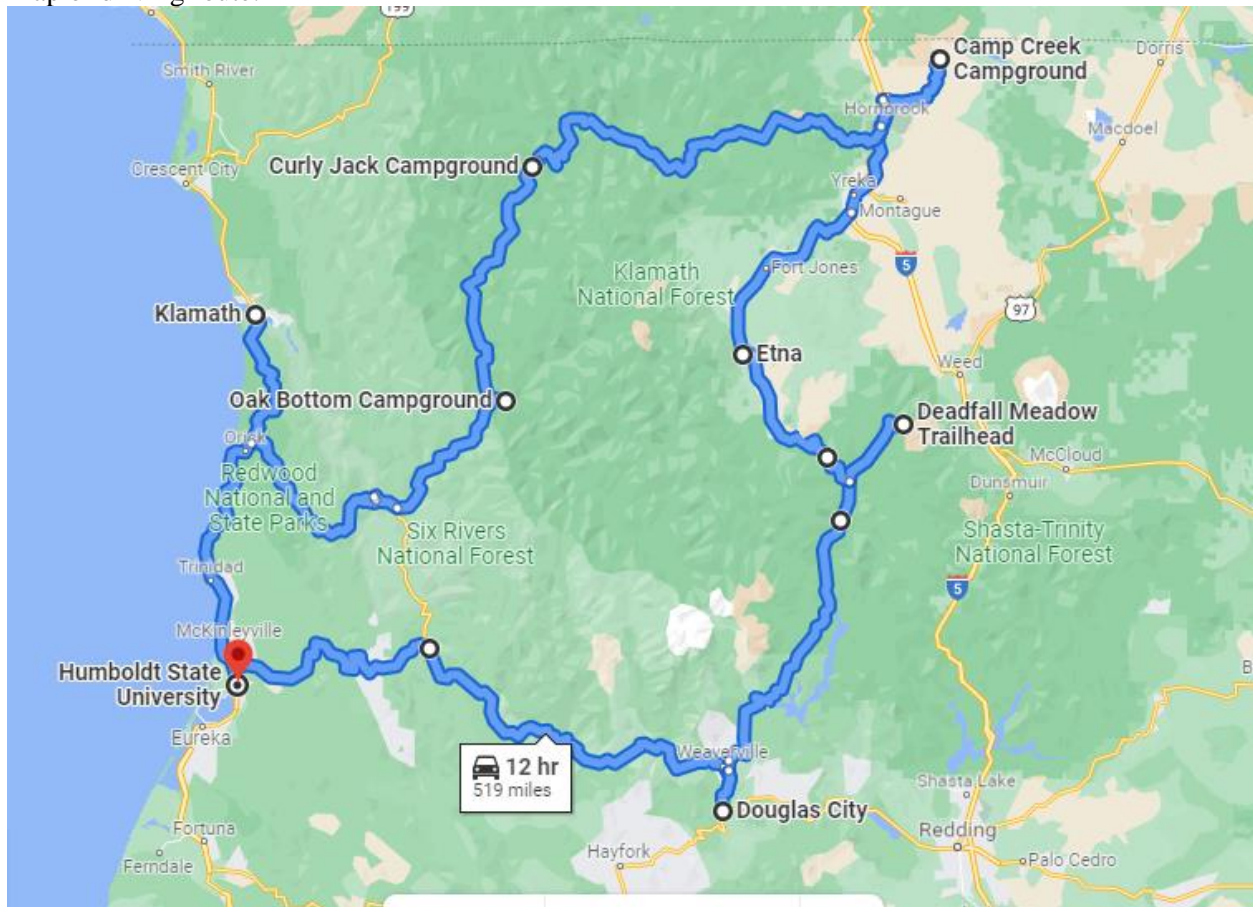 199
Smith River
Camp Creek
Campground
Dorris
Hornbrook
Macdoel
Crescent City
Curly Jack Campground
Yreka
Montague
Klamath
National Forest
5
Fort Jones
Klamath
97
Etna
Weed
Oak Bottom Campground
Deadfall Meadow
Trailhead
Orick
McCloud
Redwood
National and
State Parks
Dunsmuir
Six Rivers
National Forest
Shasta-Trinity
National Forest
Trinidad
5
McKinleyville
Humboldt State
University
Eureka
12 hr
519 miles
Weaverville
Shasta Lake
Douglas City
Redding
Fortuna
Hayfork
Palo Cedro
Ferndale
B